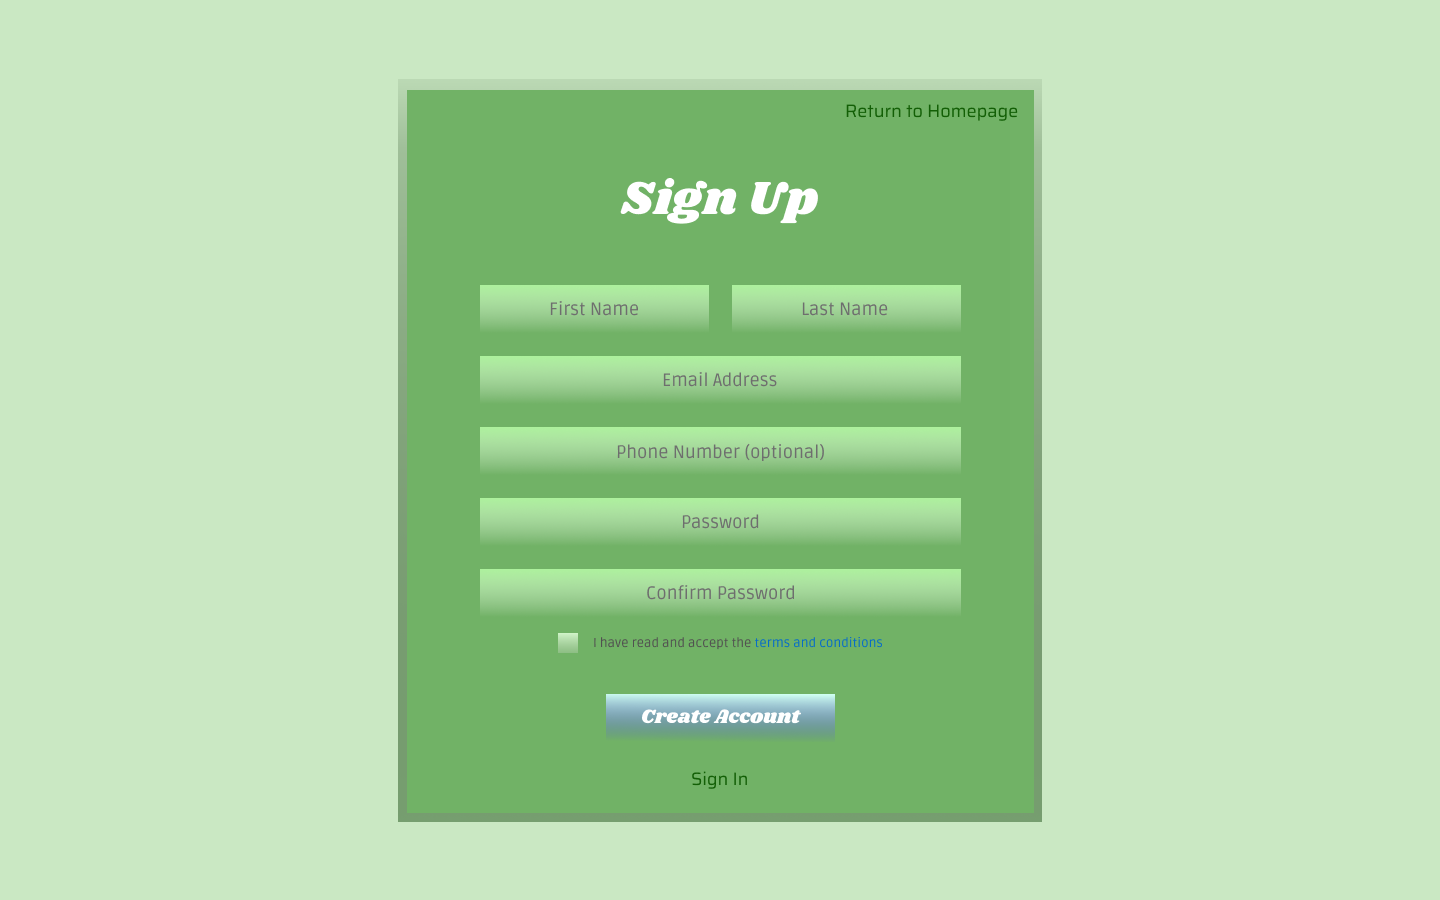 Return to Homepage
Sign Up
First Name
Last Name
Email Address
Phone Number (optional)
Password
Confirm Password
I have read and accept the terms and conditions
Create Account
Sign In